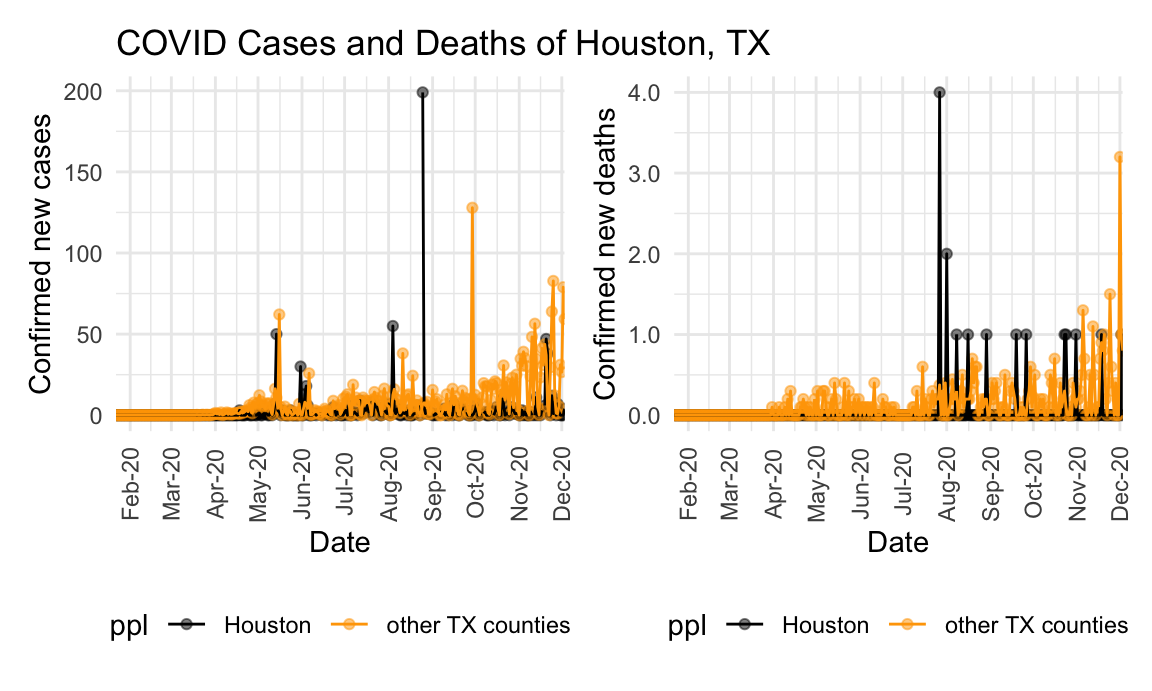 COVID Cases and Deaths of Houston, TX
Confirmed new cases
200
150
100
50
0
Feb-20
Mar-20
Apr-20
May-20
Jun-20
Jul-20
Aug-20
Sep-20
Oct-20
Nov-20
Dec-20
Date
ppl
Houston
other TX counties
Confirmed new deaths
4.0
3.0
2.0
1.0
0.0
Feb-20
Mar-20
Apr-20
May-20
Jun-20
Jul-20
Aug-20
Sep-20
Oct-20
Nov-20
Dec-20
Date
ppl
Houston
other TX counties